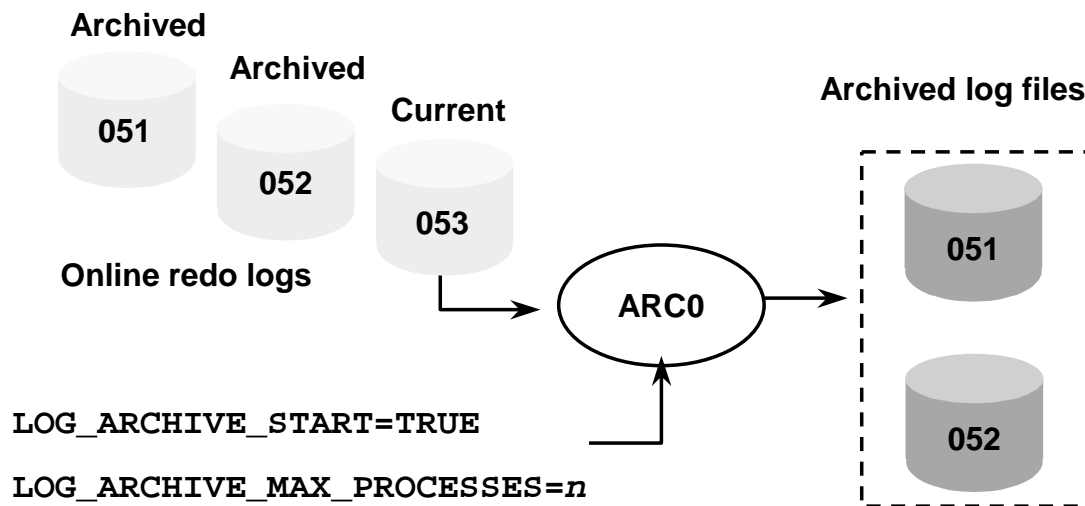 Archived
051
Archived
052
Current
053
Online redo logs
ARC0
Archived log files
051
052
LOG_ARCHIVE_START=TRUE
LOG_ARCHIVE_MAX_PROCESSES=n